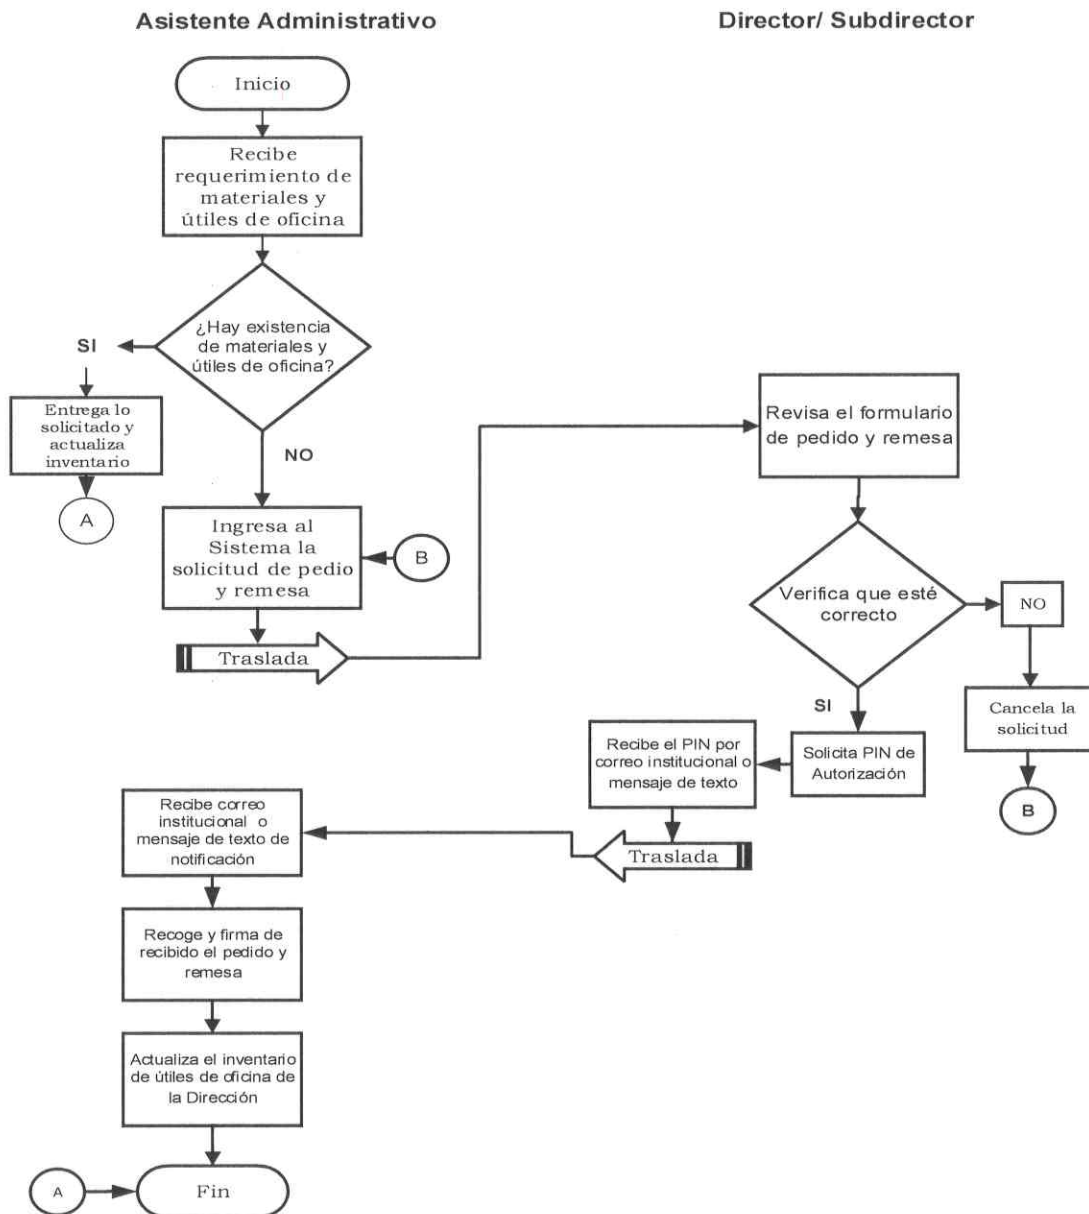 Asistente Administrativo
Director/ Subdirector
Inicio
Recibe
requerimiento de
materiales y
útiles de oficina
¿Hay existencia
de materiales y
útiles de oficina?
SI
Entrega lo
solicitado y
actualiza
inventario
A
NO
Ingresa al
Sistema la
solicitud de pedio
y remesa
B
Traslada
Revisa el formulario
de pedido y remesa
Verifica que esté
correcto
NO
Cancela la
solicitud
B
SI
Solicita PIN de
Autorización
Recibe el PIN por
correo institucional o
mensaje de texto
Traslada
Recibe correo
institucional o
mensaje de texto de
notificación
Recoge y firma de
recibido el pedido y
remesa
Actualiza el inventario
de útiles de oficina de
la Dirección
A
Fin